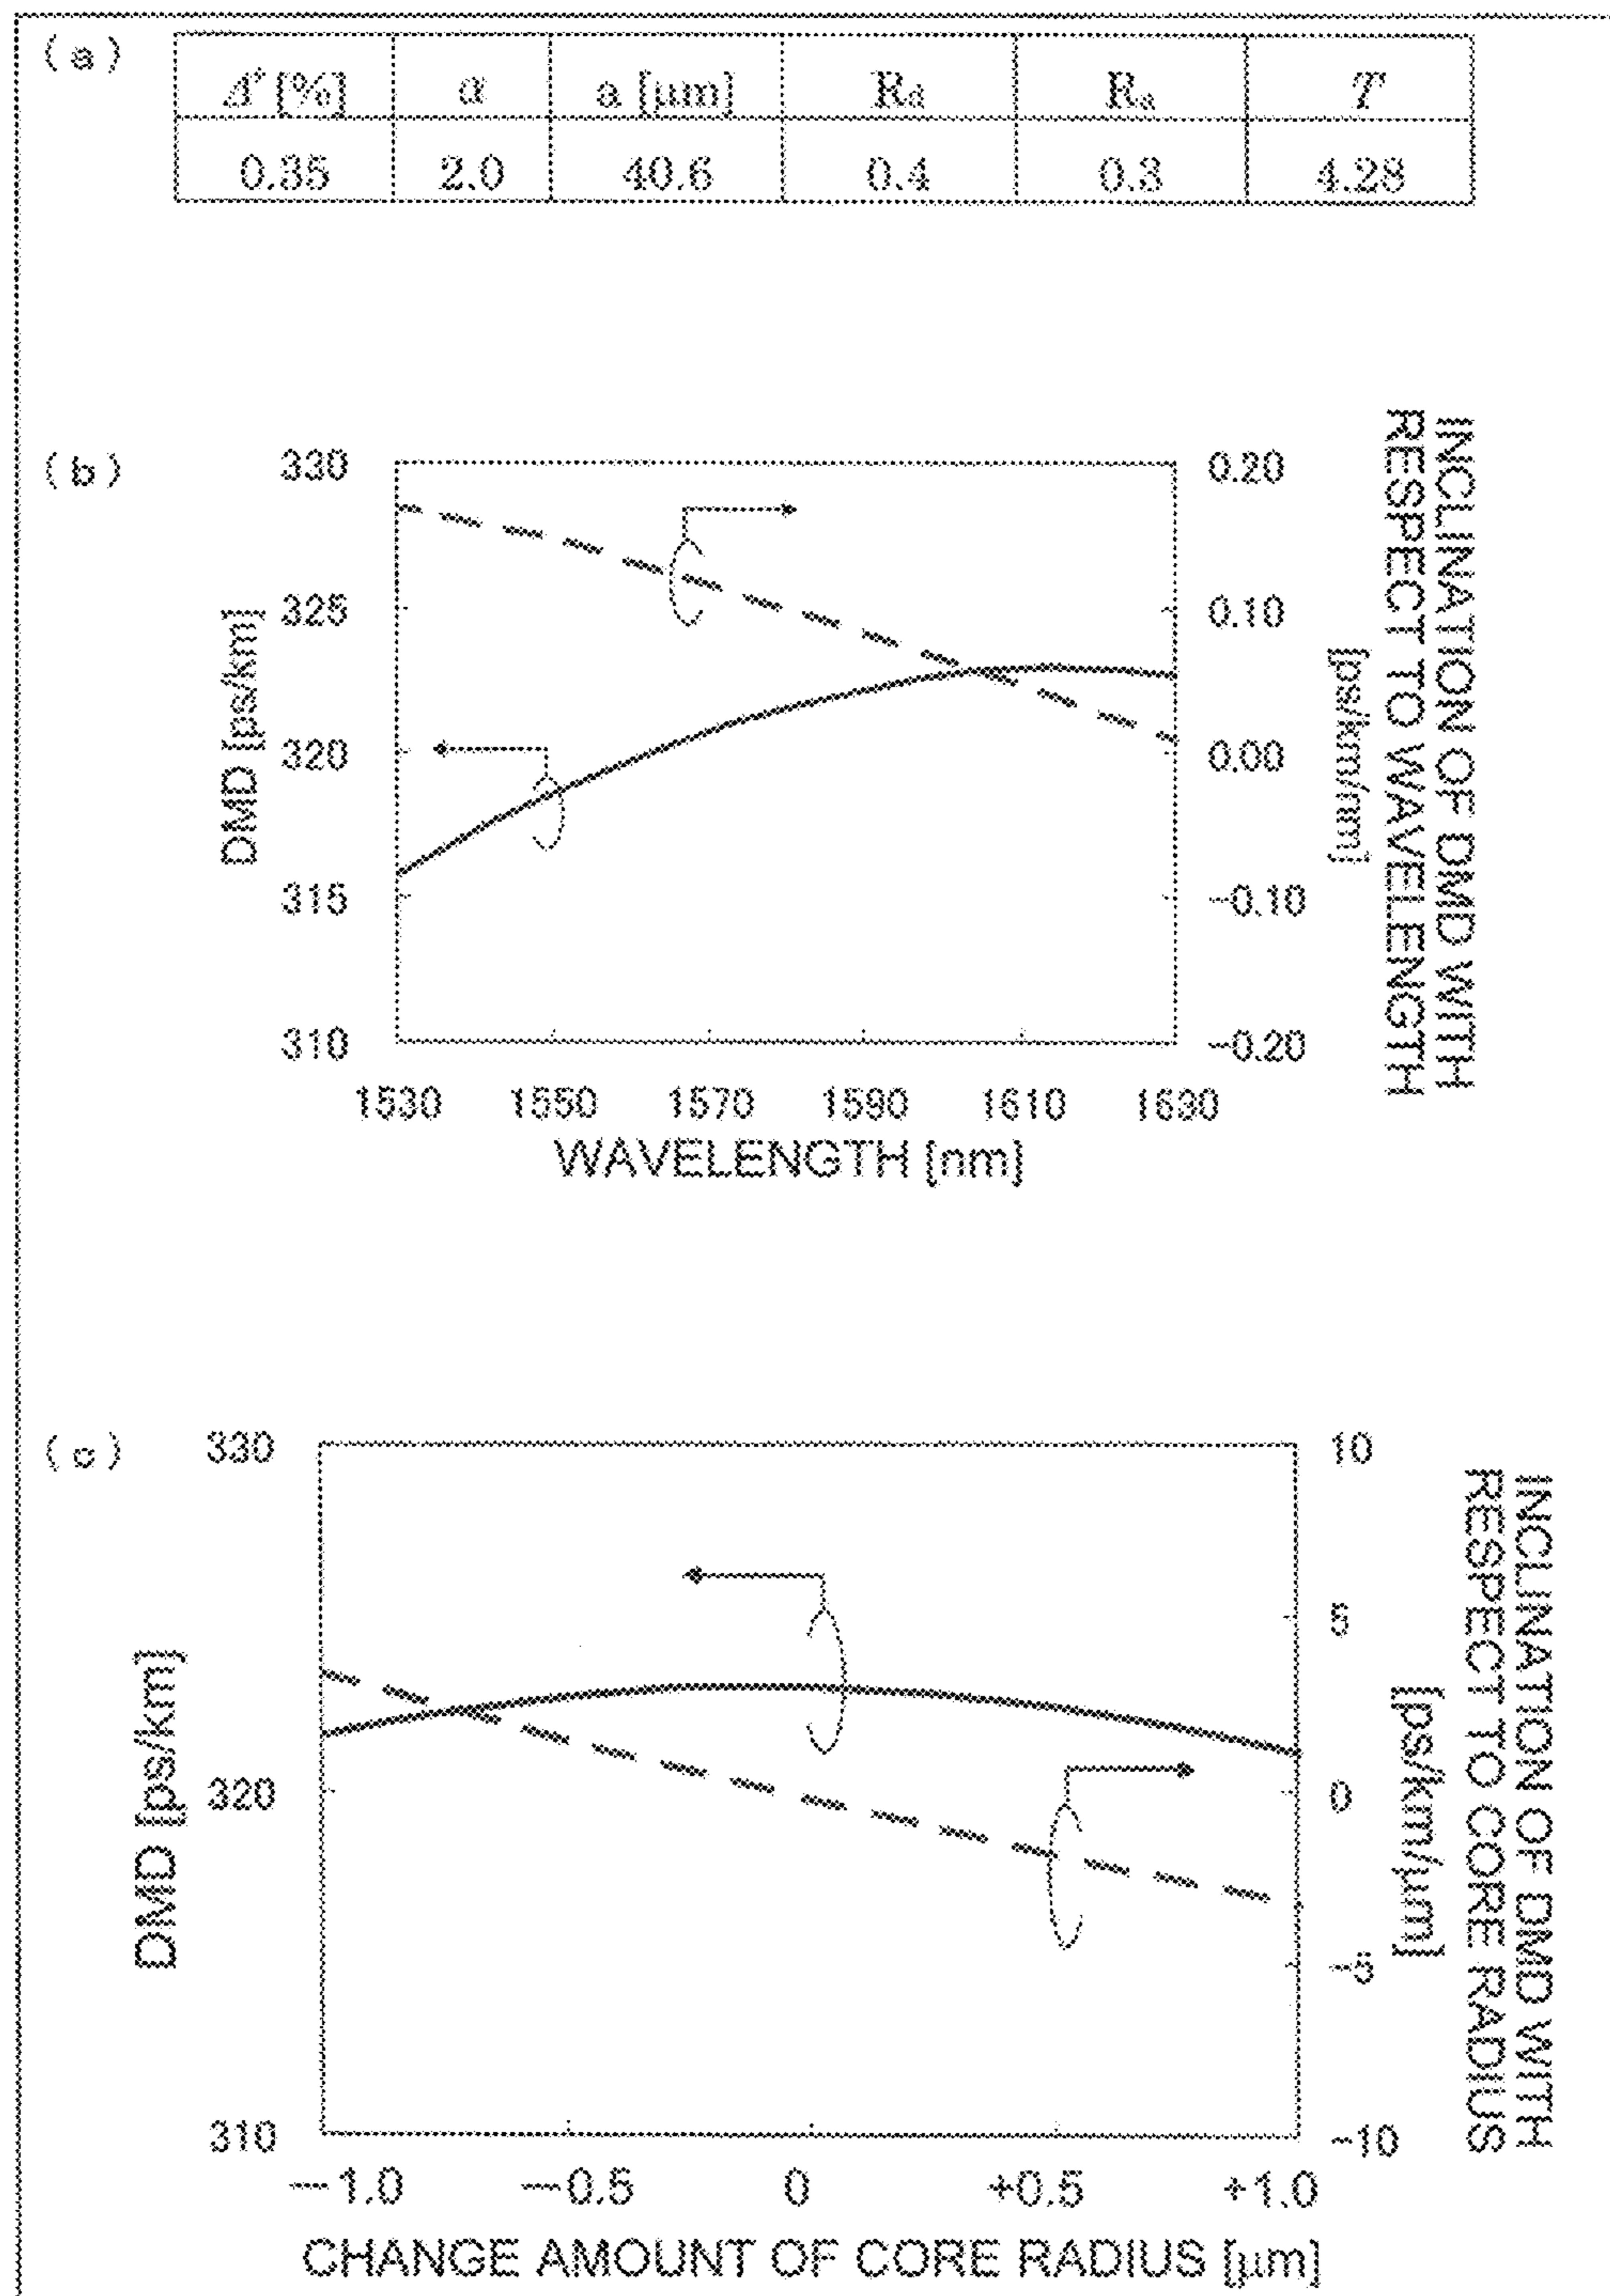 (a)
Δ⁺[%] α a [μm] Rd Ra T
0.35 2.0 40.6 0.4 0.3 4.28
(b)
330
325
320
315
310
DMD [ps/km]
0.20
0.10
0.00
-0.10
-0.20
INCLINATION OF DMD WITH
RESPECT TO WAVELENGTH
[ps/km/nm]
1530 1550 1570 1590 1610 1630
WAVELENGTH [nm]
(c)
330
320
310
DMD [ps/km]
10
5
0
-5
-10
INCLINATION OF DMD WITH
RESPECT TO CORE RADIUS
[ps/km/μm]
-1.0 -0.5 0 +0.5 +1.0
CHANGE AMOUNT OF CORE RADIUS [μm]